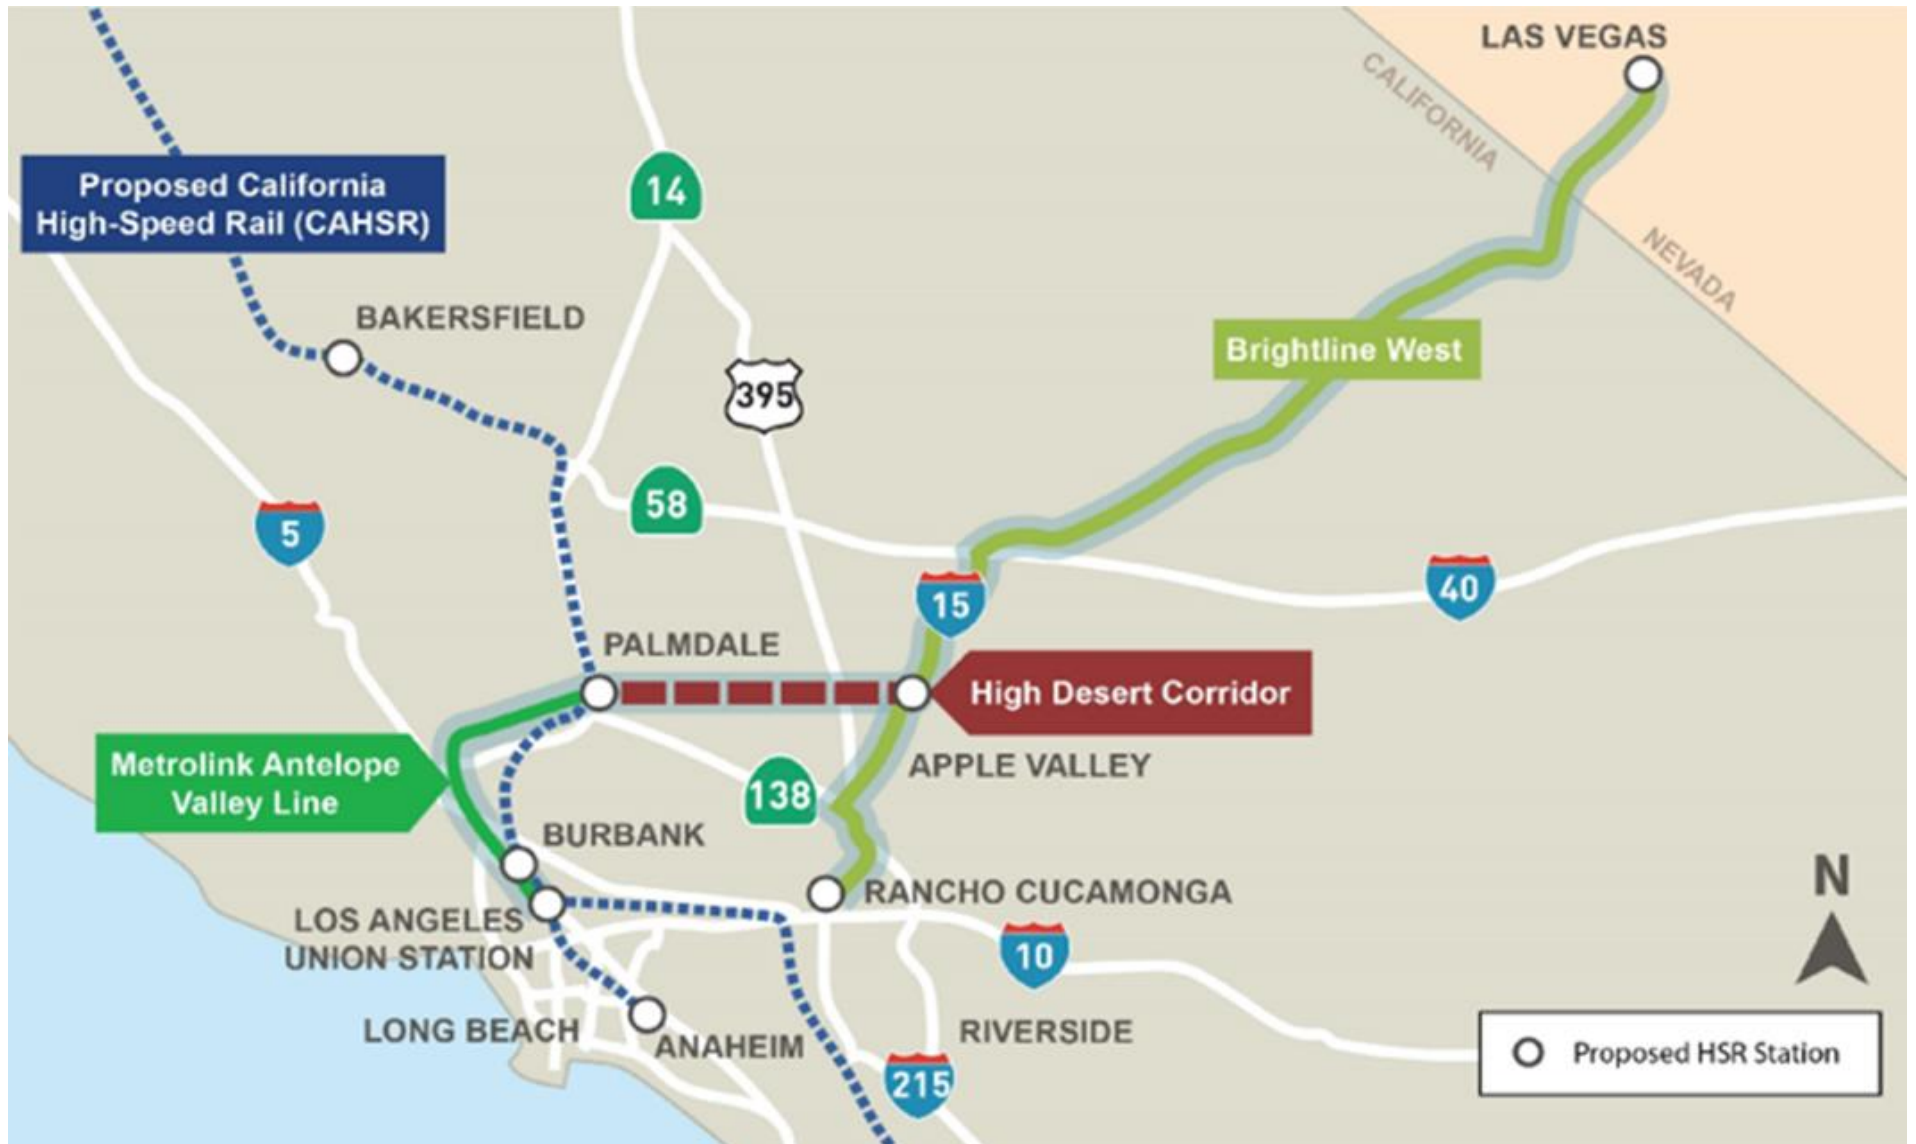 LAS VEGAS
CALIFORNIA
NEVADA
Proposed California
High-Speed Rail (CAHSR)
14
BAKERSFIELD
Brightline West
395
58
5
15
40
PALMDALE
High Desert Corridor
Metrolink Antelope
Valley Line
APPLE VALLEY
138
BURBANK
RANCHO CUCAMONGA
LOS ANGELES
UNION STATION
10
N
LONG BEACH
ANAHEIM
RIVERSIDE
215
Proposed HSR Station